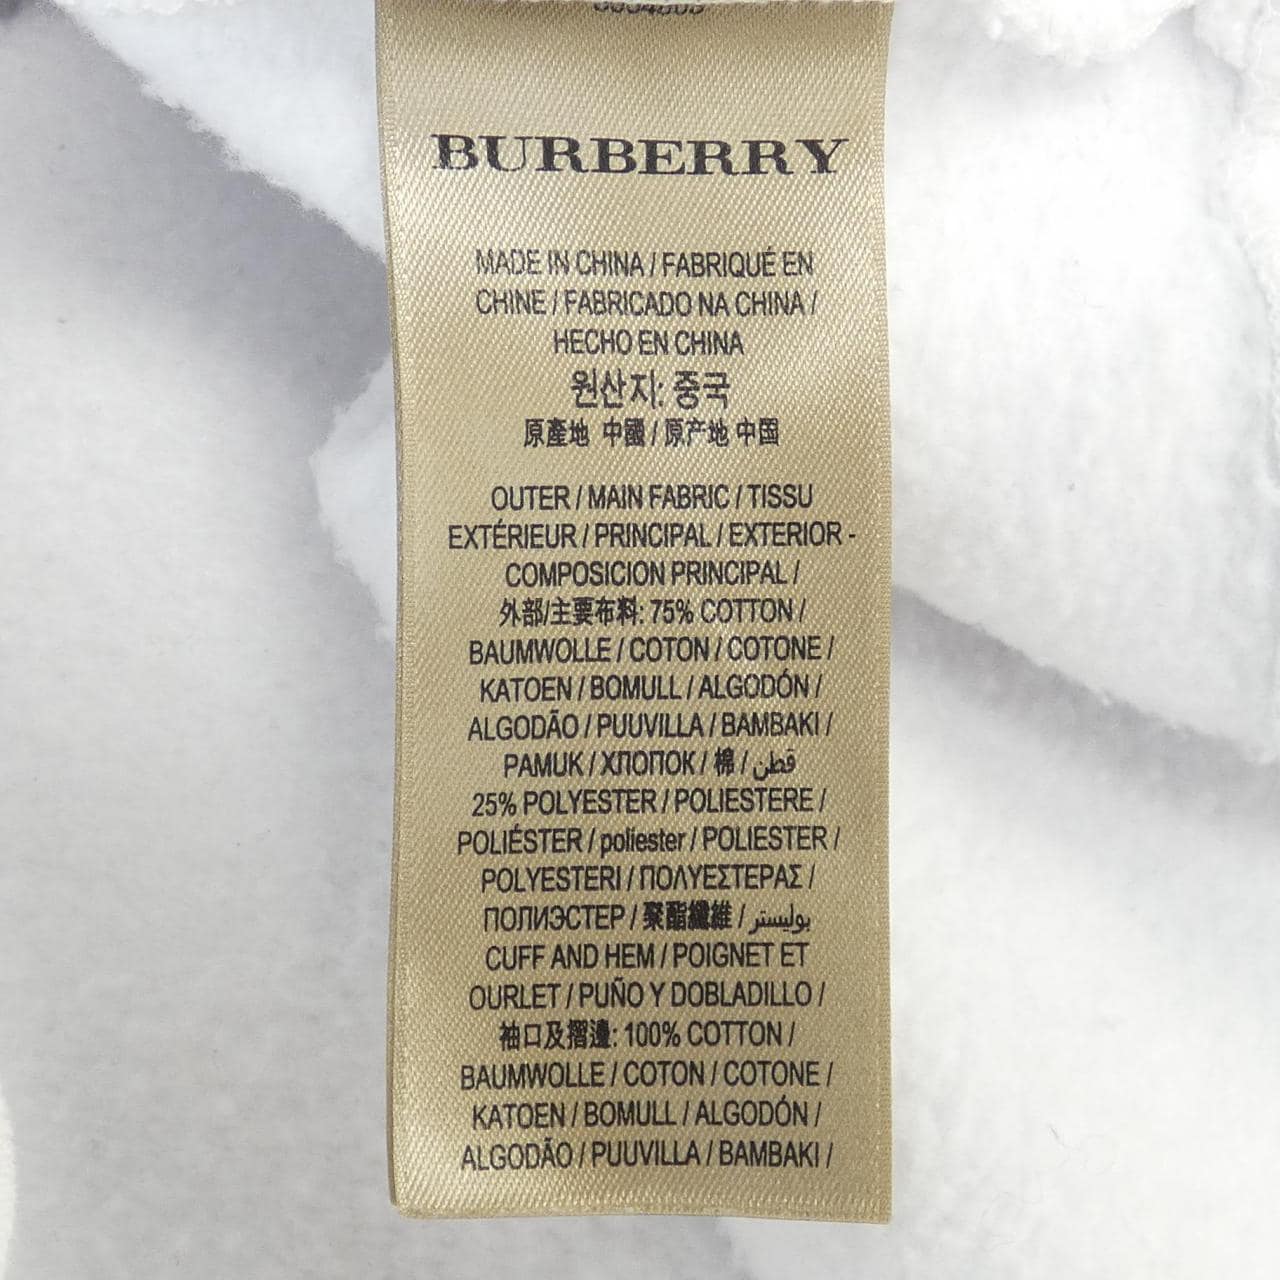 BURBERRY
MADE IN CHINA / FABRIQUÉ EN
CHINE / FABRICADO NA CHINA /
HECHO EN CHINA
원산지: 중국
原產地 中國 / 原产地 中国
OUTER / MAIN FABRIC / TISSU
EXTÉRIEUR / PRINCIPAL / EXTERIOR -
COMPOSICION PRINCIPAL /
外部/主要布料: 75% COTTON /
BAUMWOLLE / COTON / COTONE /
KATOEN / BOMULL / ALGODÓN /
ALGODÃO / PUUVILLA / BAMBAKI /
PAMUK / ХПОПОК / 棉 / قطن
25% POLYESTER / POLIESTERE /
POLIÉSTER / poliester / POLIESTER /
POLYESTERI / ΠΟΛΥΕΣΤΕΡΑΣ /
ПОЛИЭСТЕР / 聚酯纖維 / بوليستر
CUFF AND HEM / POIGNET ET
OURLET / PUÑO Y DOBLADILLO /
袖口及摺邊: 100% COTTON /
BAUMWOLLE / COTON / COTONE /
KATOEN / BOMULL / ALGODÓN /
ALGODÃO / PUUVILLA / BAMBAKI /